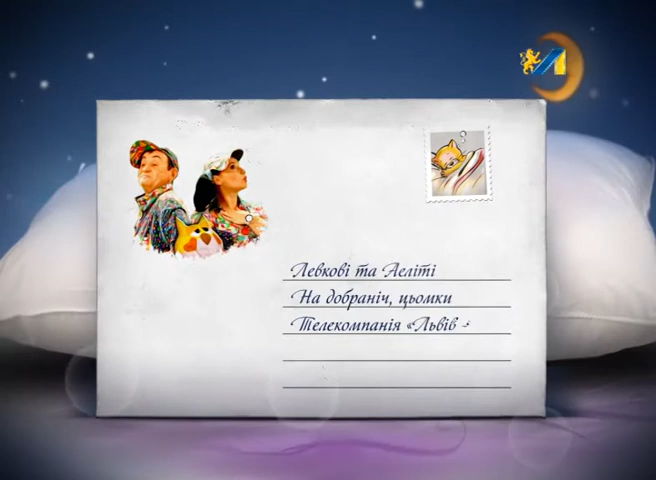 Левкові та Аеліті
На добраніч, цьомки
Телекомпанія «Львів -